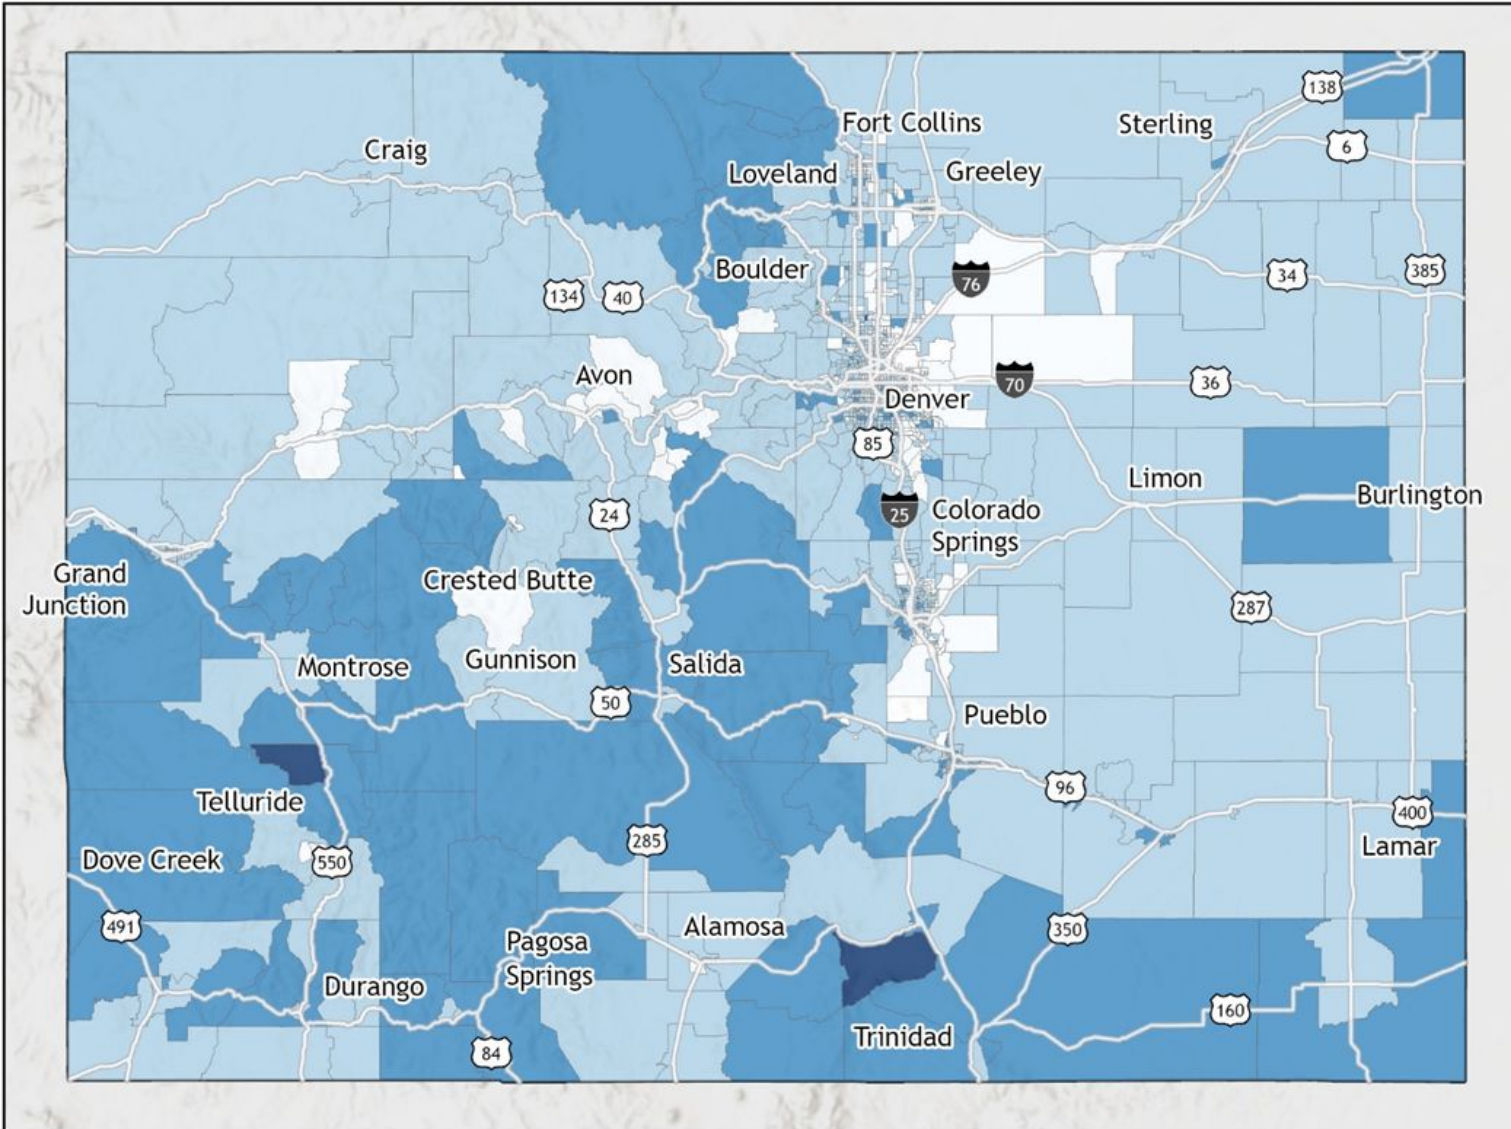 138
Fort Collins
Sterling
Craig
6
Loveland
Greeley
Boulder
134
40
76
34
385
Avon
70
36
Denver
85
Limon
Burlington
24
25
Colorado
Springs
Grand
Junction
Crested Butte
287
Montrose
Gunnison
Salida
50
Pueblo
Telluride
96
400
285
Lamar
Dove Creek
550
491
Alamosa
350
Pagosa
Springs
Durango
160
Trinidad
84